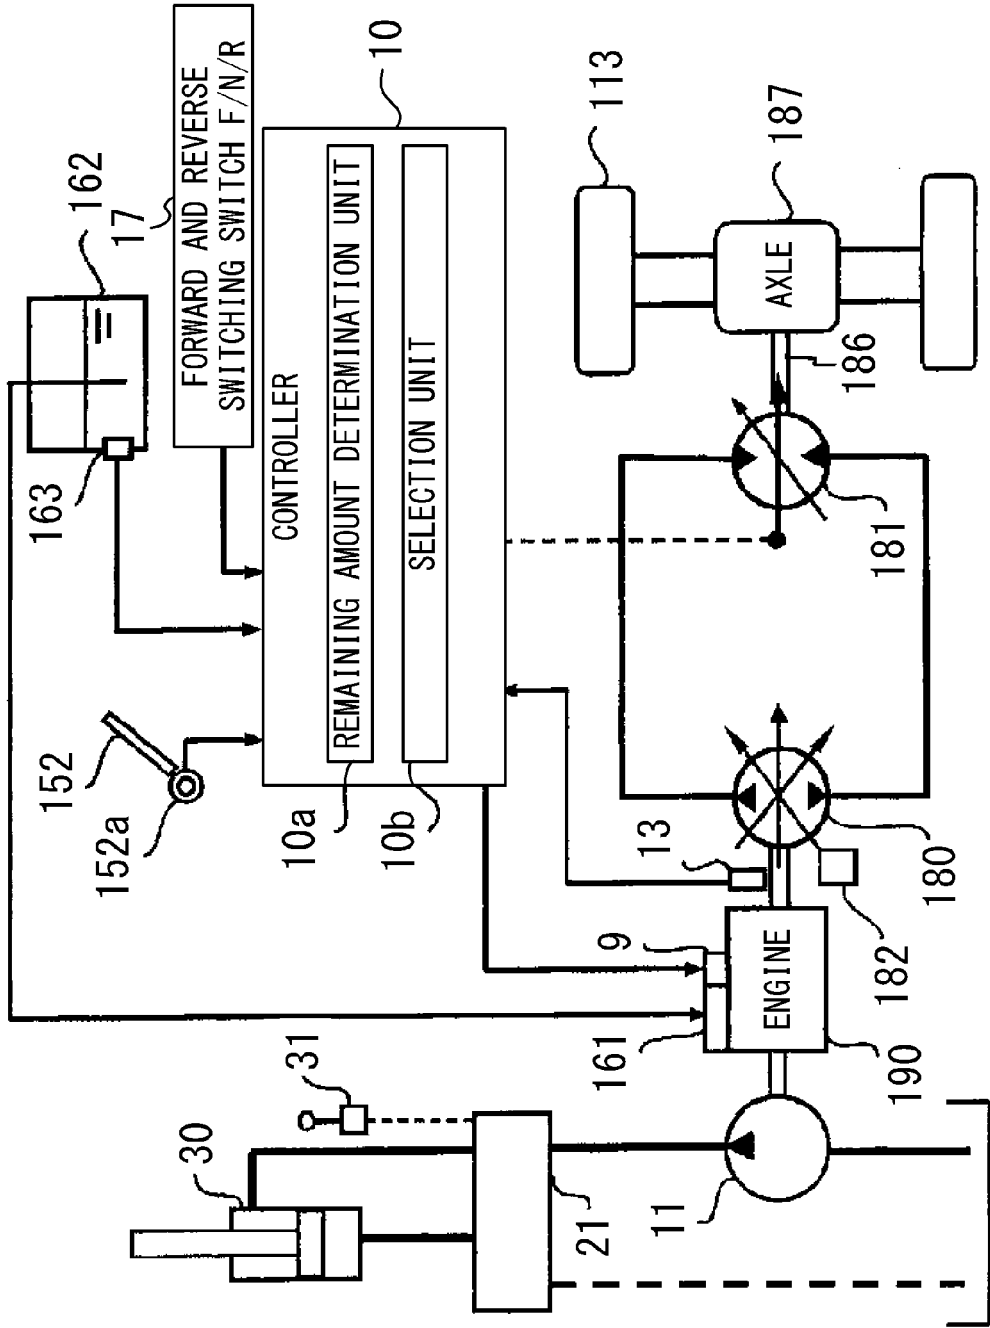 30
31
21
11
161
9
190
ENGINE
13
182
180
152
152a
163
162
17
FORWARD AND REVERSE
SWITCHING SWITCH F/N/R
CONTROLLER
10
10a
REMAINING AMOUNT DETERMINATION UNIT
10b
SELECTION UNIT
181
186
AXLE
187
113